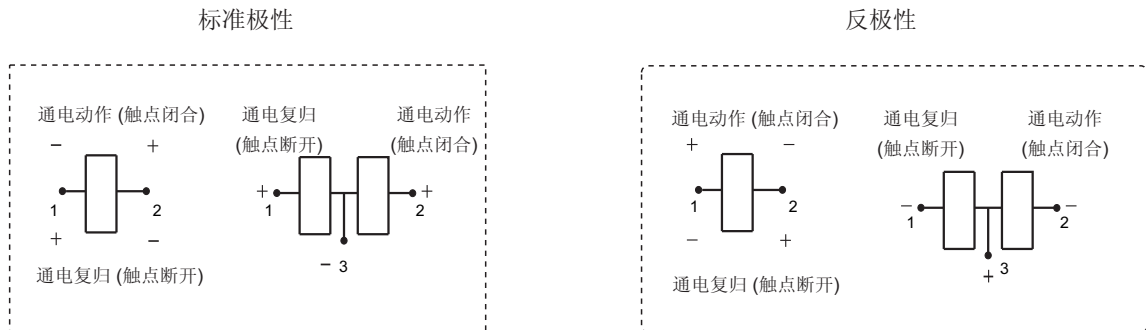 标准极性
通电动作 (触点闭合)
− +
1 2
+ −
通电复归 (触点断开)
通电复归
(触点断开)
通电动作
(触点闭合)
+ +
1 2
− 3
反极性
通电动作 (触点闭合)
+ −
1 2
− +
通电复归 (触点断开)
通电复归
(触点断开)
通电动作
(触点闭合)
− −
1 2
+ 3